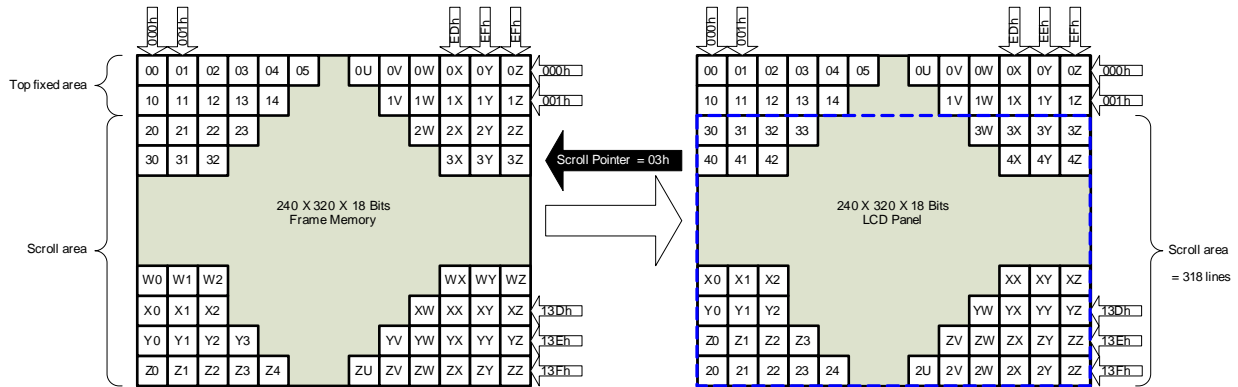 000h 001h EDh EFh EFh 000h 001h EDh EEh EFh
00 01 02 03 04 05 0U 0V 0W 0X 0Y 0Z 000h 00 01 02 03 04 05 0U 0V 0W 0X 0Y 0Z 000h
Top fixed area
10 11 12 13 14 1V 1W 1X 1Y 1Z 001h 10 11 12 13 14 1V 1W 1X 1Y 1Z 001h
20 21 22 23 2W 2X 2Y 2Z 30 31 32 33 3W 3X 3Y 3Z
30 31 32 3X 3Y 3Z Scroll Pointer = 03h 40 41 42 4X 4Y 4Z
240 X 320 X 18 Bits
Frame Memory
240 X 320 X 18 Bits
LCD Panel
Scroll area
Scroll area
= 318 lines
W0 W1 W2 WX WY WZ X0 X1 X2 XX XY XZ
X0 X1 X2 XW XX XY XZ 13Dh Y0 Y1 Y2 YW YX YY YZ 13Dh
Y0 Y1 Y2 Y3 YV YW YX YY YZ 13Eh Z0 Z1 Z2 Z3 ZV ZW ZX ZY ZZ 13Eh
Z0 Z1 Z2 Z3 Z4 ZU ZV ZW ZX ZY ZZ 13Fh 20 21 22 23 24 2U 2V 2W 2X 2Y 2Z 13Fh